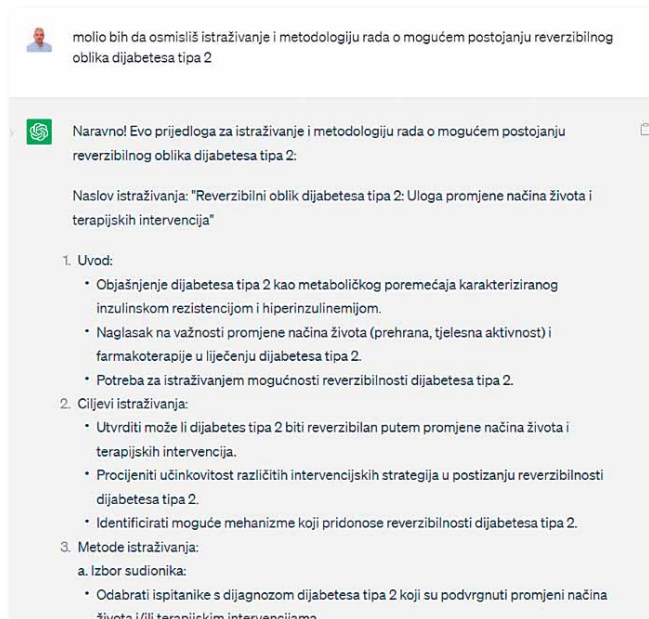 molio bih da osmisliš istraživanje i metodologiju rada o mogućem postojanju reverzibilnog
oblika dijabetesa tipa 2
Naravno! Evo prijedloga za istraživanje i metodologiju rada o mogućem postojanju
reverzibilnog oblika dijabetesa tipa 2:
Naslov istraživanja: "Reverzibilni oblik dijabetesa tipa 2: Uloga promjene načina života i
terapijskih intervencija"
1. Uvod:
• Objašnjenje dijabetesa tipa 2 kao metaboličkog poremećaja karakteriziranog
inzulinskom rezistencijom i hiperinzulinemijom.
• Naglasak na važnosti promjene načina života (prehrana, tjelesna aktivnost) i
farmakoterapije u liječenju dijabetesa tipa 2.
• Potreba za istraživanjem mogućnosti reverzibilnosti dijabetesa tipa 2.
2. Ciljevi istraživanja:
• Utvrditi može li dijabetes tipa 2 biti reverzibilan putem promjene načina života i
terapijskih intervencija.
• Procijeniti učinkovitost različitih intervencijskih strategija u postizanju reverzibilnosti
dijabetesa tipa 2.
• Identificirati moguće mehanizme koji pridonose reverzibilnosti dijabetesa tipa 2.
3. Metode istraživanja:
a. Izbor sudionika:
• Odabrati ispitanike s dijagnozom dijabetesa tipa 2 koji su podvrgnuti promjeni načina
života i/ili terapijskim intervencijama